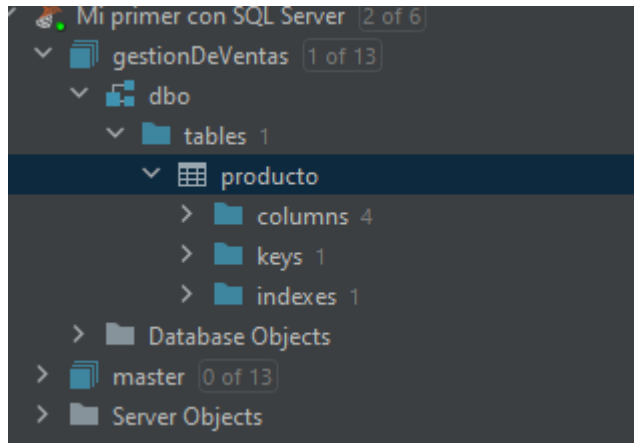 Mi primer con SQL Server 2 of 6
gestionDeVentas 1 of 13
dbo
tables 1
producto
columns 4
keys 1
indexes 1
Database Objects
master 0 of 13
Server Objects